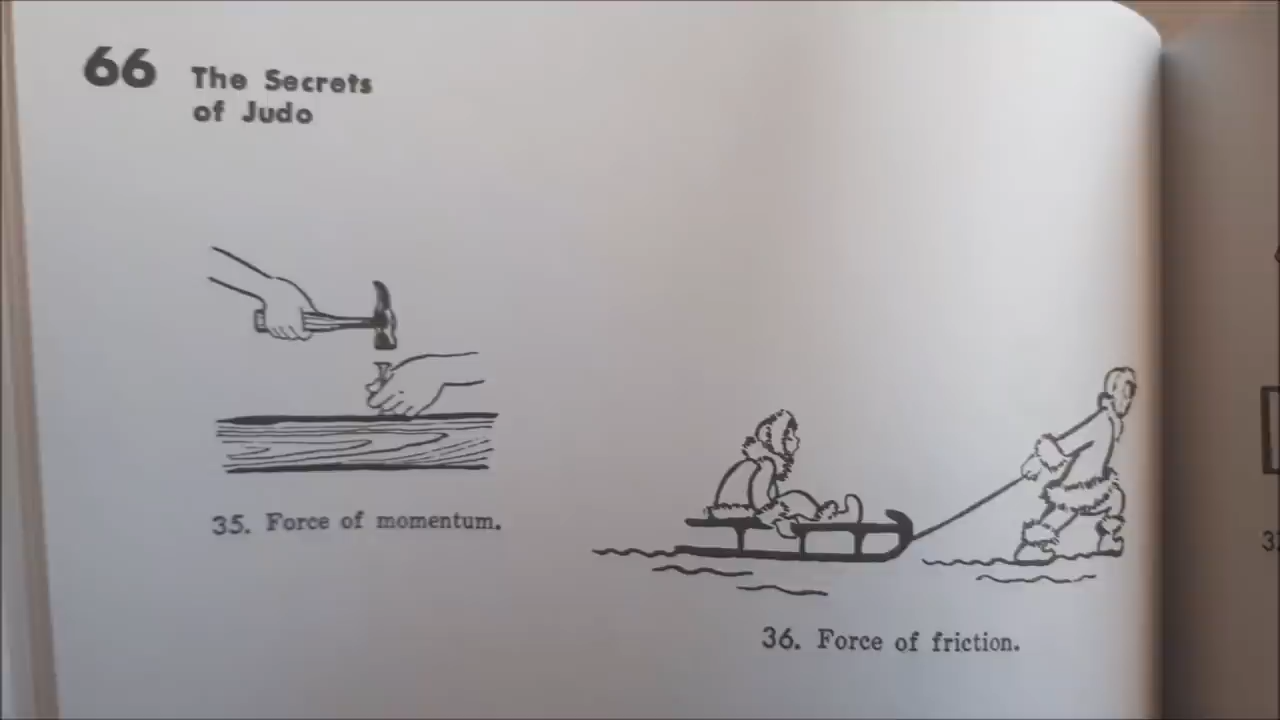 66
The Secrets
of Judo
35. Force of momentum.
36. Force of friction.